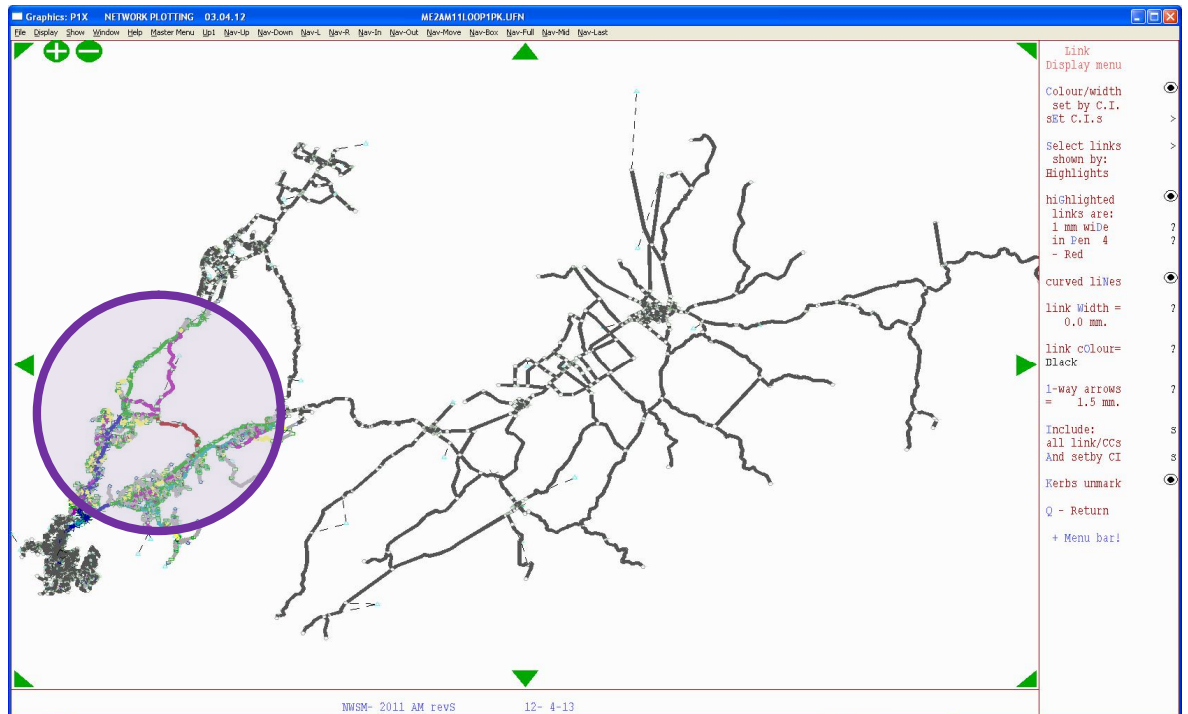 Graphics: P1X NETWORK PLOTTING 03.04.12 ME2AM11LOOP1PK.UFN
File Display Show Window Help Master Menu Up1 Nav-Up Nav-Down Nav-L Nav-R Nav-In Nav-Out Nav-Move Nav-Box Nav-Full Nav-Mid Nav-Last
Link
Display menu
Colour/width
set by C.I.
sEt C.I.s >
Select links >
shown by:
Highlights
hiGhlighted
links are:
1 mm wiDe ?
in Pen 4 ?
- Red
curved liNes
link Width = ?
0.0 mm.
link cOlour= ?
Black
1-way arrows ?
= 1.5 mm.
Include: s
all link/CCs
And setby CI s
Kerbs unmark
Q - Return
+ Menu bar!
NWSM- 2011 AM revS 12- 4-13